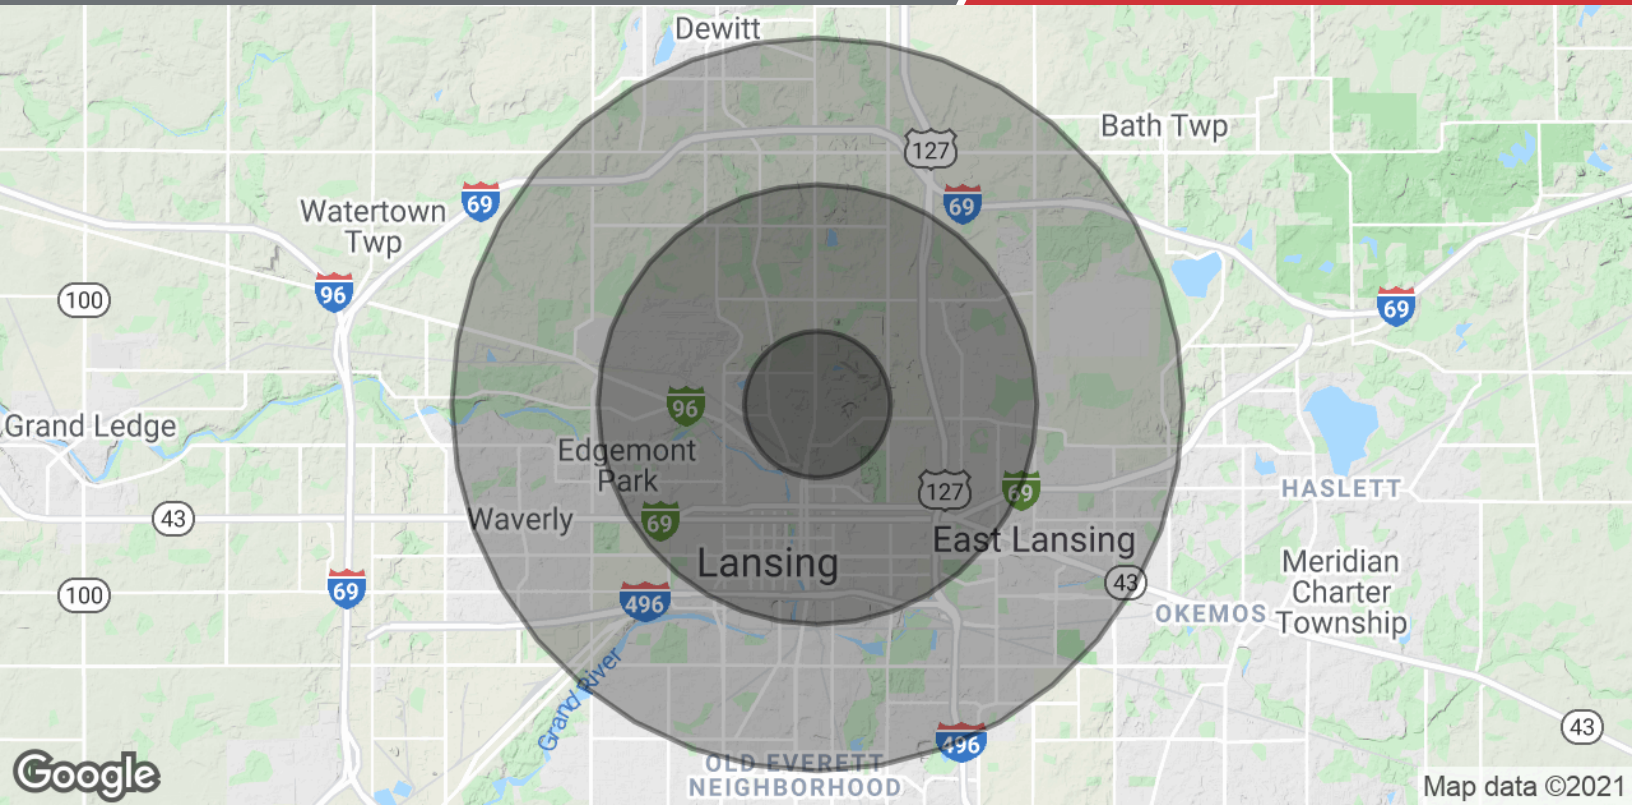 Dewitt
Bath Twp
127
69
69
Watertown
Twp
96
100
69
96
Grand Ledge
Edgemont
Park
127
69
HASLETT
43
Waverly
69
East Lansing
Lansing
Meridian
Charter
Township
43
100
69
496
OKEMOS
Grand River
43
496
OLD EVERETT
NEIGHBORHOOD
Google
Map data ©2021